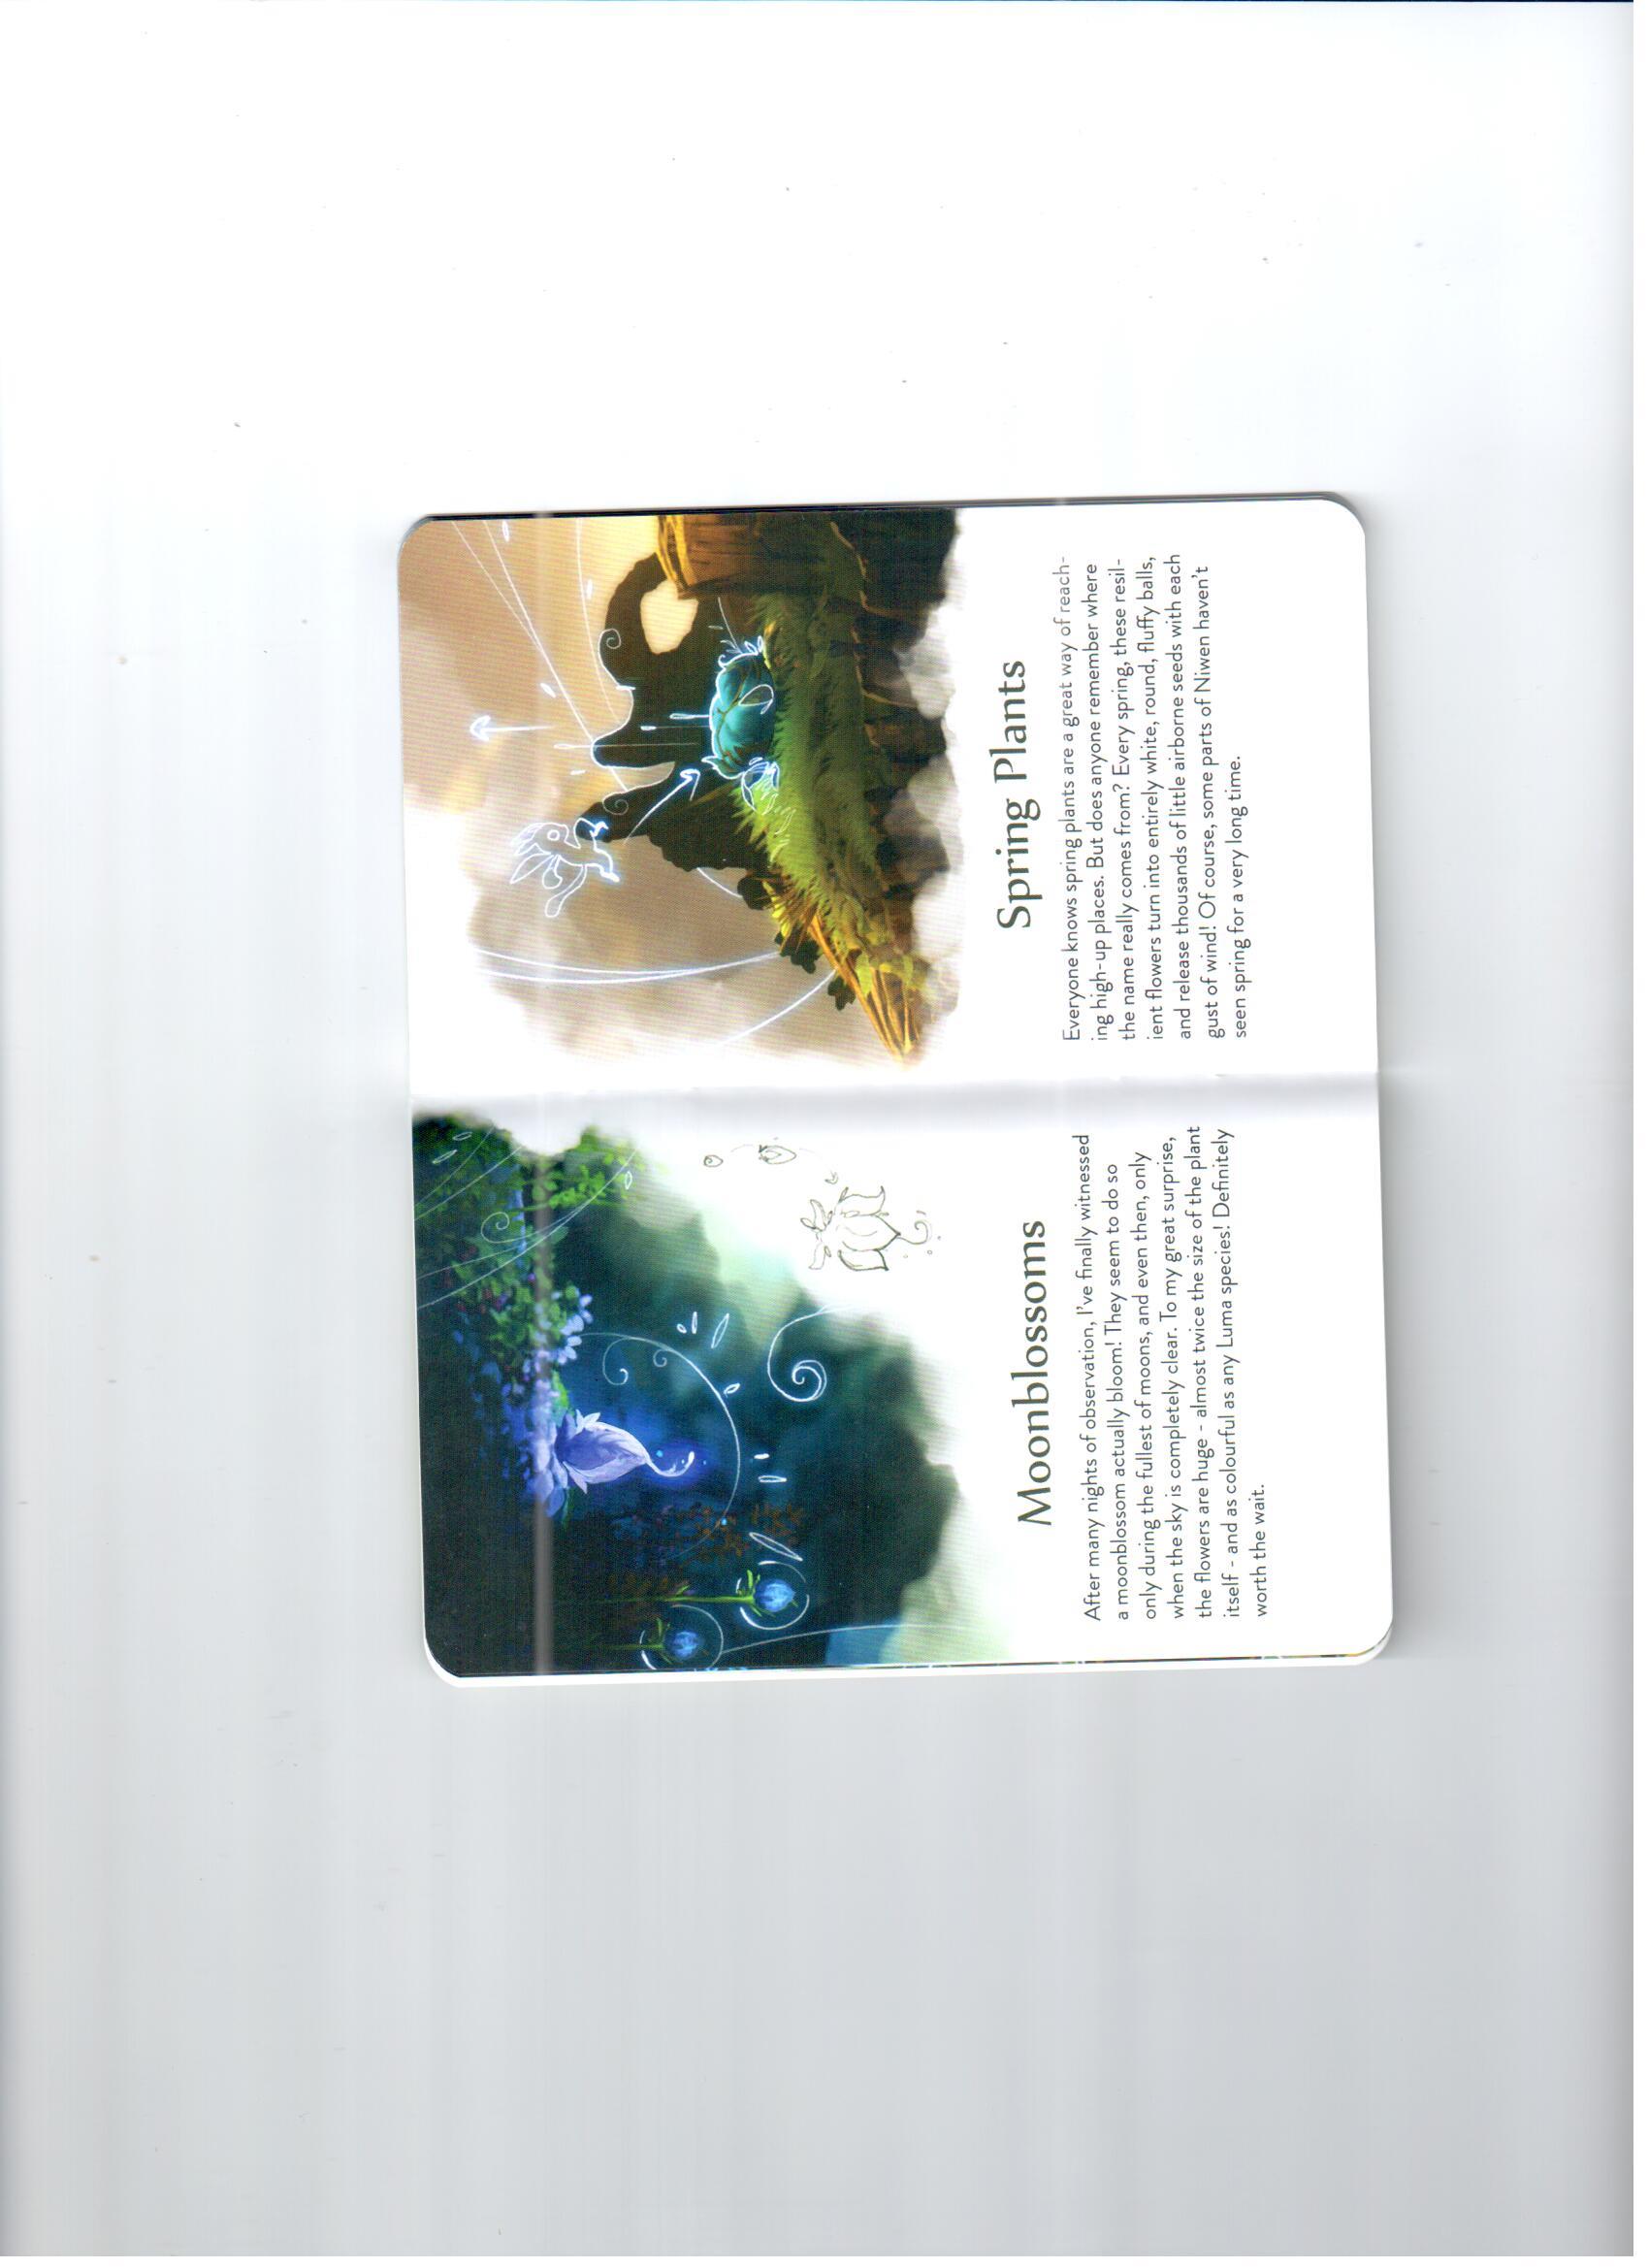 Moonblossoms
After many nights of observation, I've finally witnessed
a moonblossom actually bloom! They seem to do so
only during the fullest of moons, and even then, only
when the sky is completely clear. To my great surprise,
the flowers are huge - almost twice the size of the plant
itself - and as colourful as any Luma species! Definitely
worth the wait.
Spring Plants
Everyone knows spring plants are a great way of reach-
ing high-up places. But does anyone remember where
the name really comes from? Every spring, these resil-
ient flowers turn into entirely white, round, fluffy balls,
and release thousands of little airborne seeds with each
gust of wind! Of course, some parts of Niwen haven't
seen spring for a very long time.